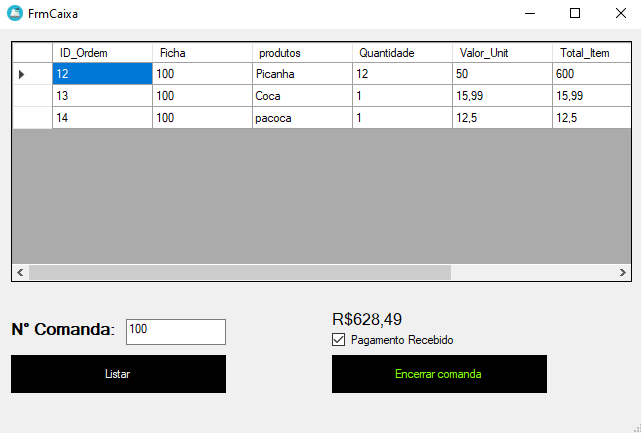 FrmCaixa
ID_Ordem Ficha produtos Quantidade Valor_Unit Total_Item
12 100 Picanha 12 50 600
13 100 Coca 1 15,99 15,99
14 100 pacoca 1 12,5 12,5
R$628,49
N° Comanda: 100
Pagamento Recebido
Listar
Encerrar comanda